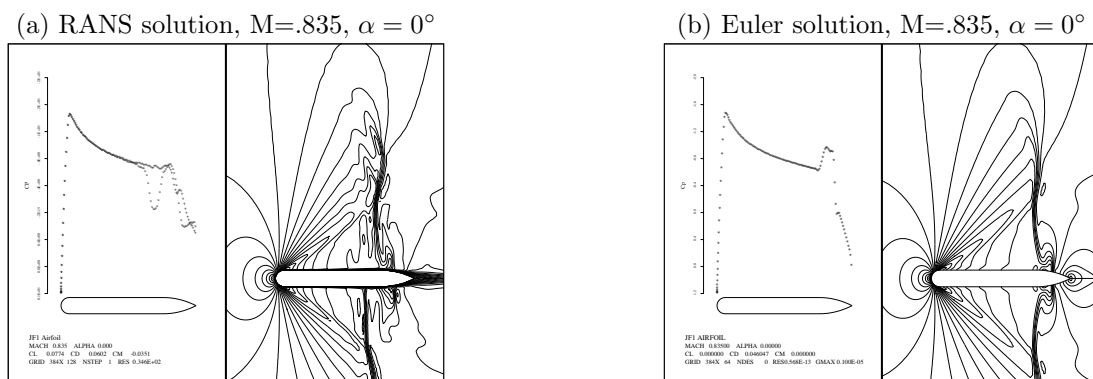 (a) RANS solution, M=.835, α = 0°
Cp
JF1 Airfoil
MACH 0.835 ALPHA 0.000
CL 0.0774 CD 0.0602 CM -0.0351
GRID 384X 128 NSTEP 1 RES 0.346E+02
(b) Euler solution, M=.835, α = 0°
Cp
JF1 AIRFOIL
MACH 0.83500 ALPHA 0.00000
CL 0.000000 CD 0.046047 CM 0.000000
GRID 384X 64 NDES 0 RES0.568E-13 GMAX 0.100E-05